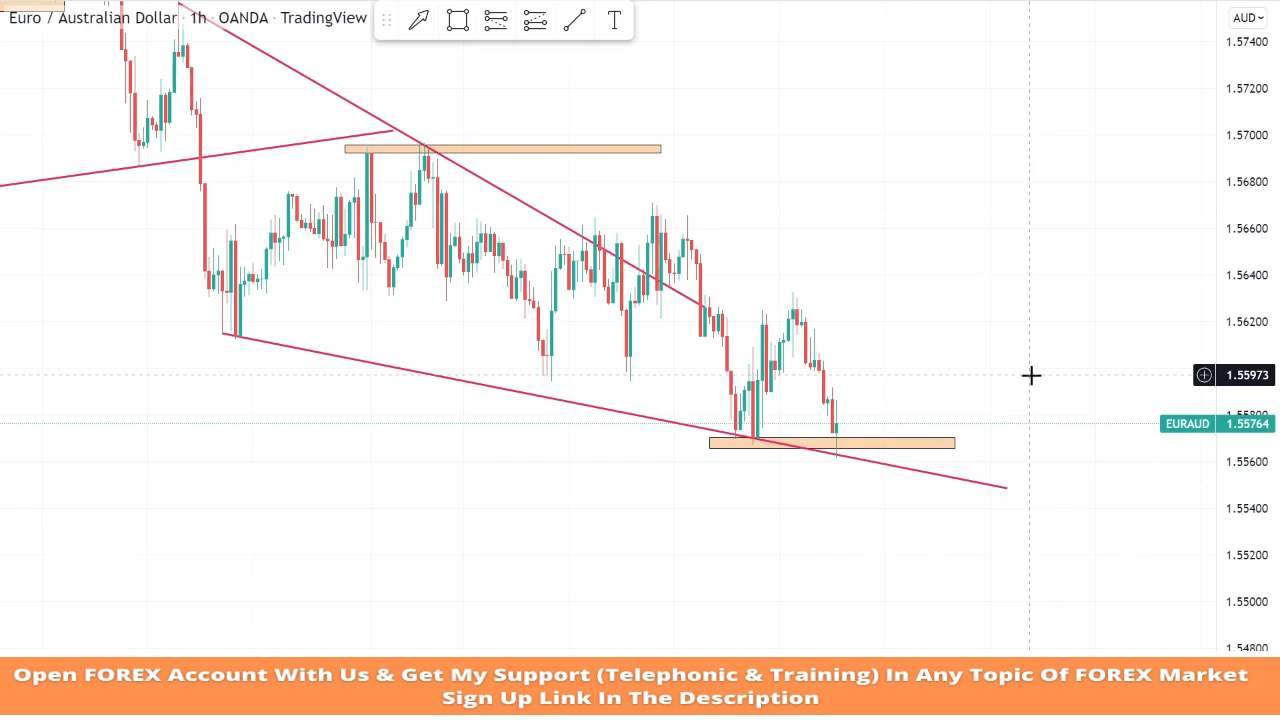 Euro / Australian Dollar · 1h · OANDA · TradingView
T
AUD
1.57400
1.57200
1.57000
1.56800
1.56600
1.56400
1.56200
1.55973
1.55800
EURAUD 1.55764
1.55600
1.55400
1.55200
1.55000
1.54800
Open FOREX Account With Us & Get My Support (Telephonic & Training) In Any Topic Of FOREX Market
Sign Up Link In The Description